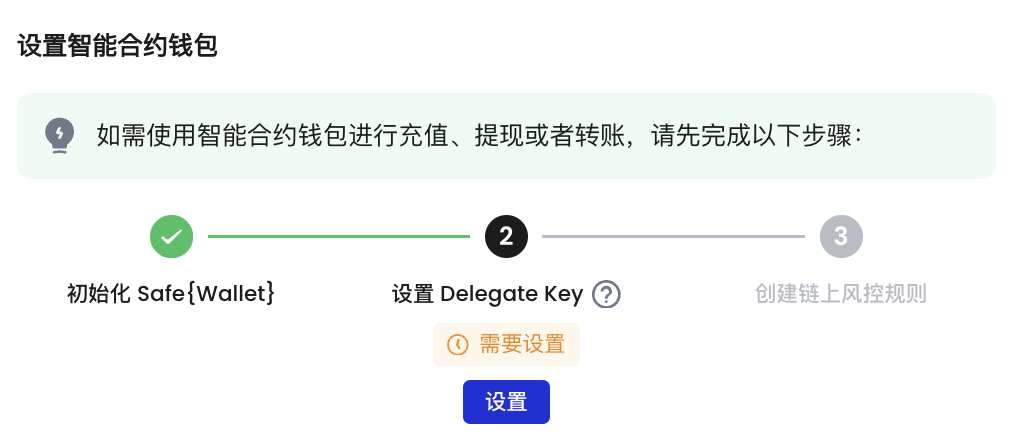 设置智能合约钱包
如需使用智能合约钱包进行充值、提现或者转账，请先完成以下步骤：
2
3
初始化 Safe{Wallet}
设置 Delegate Key ?
创建链上风控规则
需要设置
设置